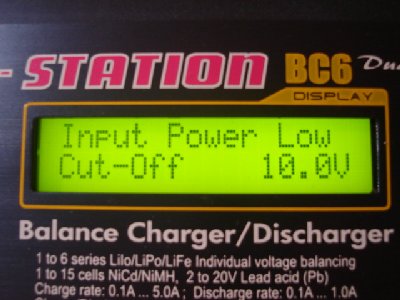 - STATION BC6 Dua
DISPLAY
Input Power Low
Cut-Off 10.0V
Balance Charger/Discharger
1 to 6 series LiIo/LiPo/LiFe Individual voltage balancing
1 to 15 cells NiCd/NiMH, 2 to 20V Lead acid (Pb)
Charge rate: 0.1A ... 5.0A ; Discharge rate: 0.1A ... 1.0A